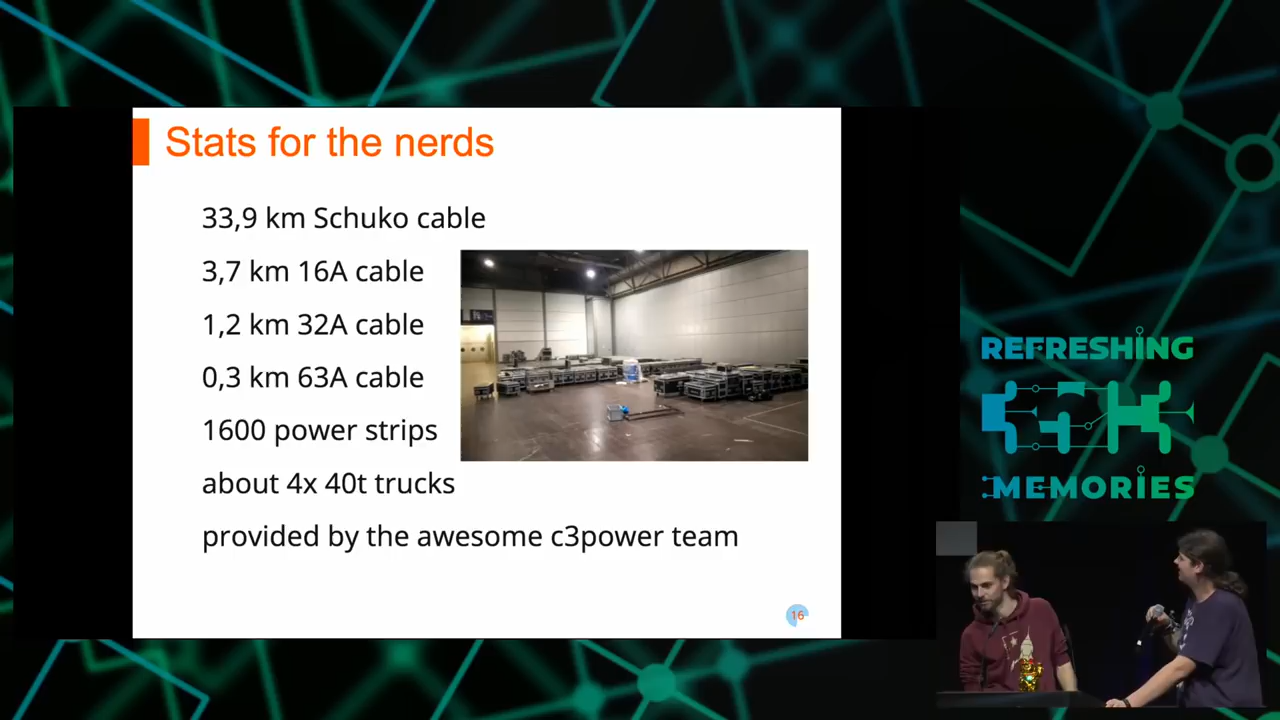 Stats for the nerds
33,9 km Schuko cable
3,7 km 16A cable
1,2 km 32A cable
0,3 km 63A cable
1600 power strips
about 4x 40t trucks
provided by the awesome c3power team
16
REFRESHING
MEMORIES